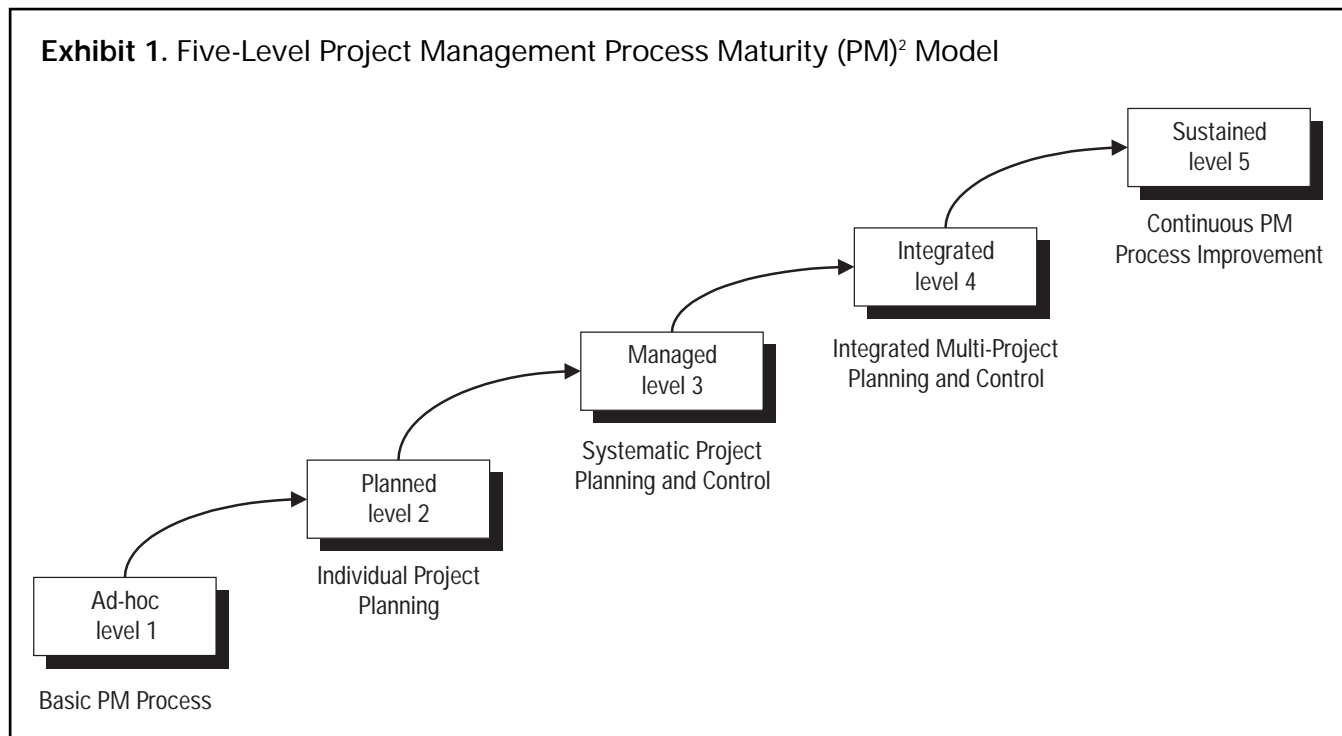 Exhibit 1. Five-Level Project Management Process Maturity (PM)² Model
Sustained
level 5
Continuous PM
Process Improvement
Integrated
level 4
Integrated Multi-Project
Planning and Control
Managed
level 3
Systematic Project
Planning and Control
Planned
level 2
Individual Project
Planning
Ad-hoc
level 1
Basic PM Process